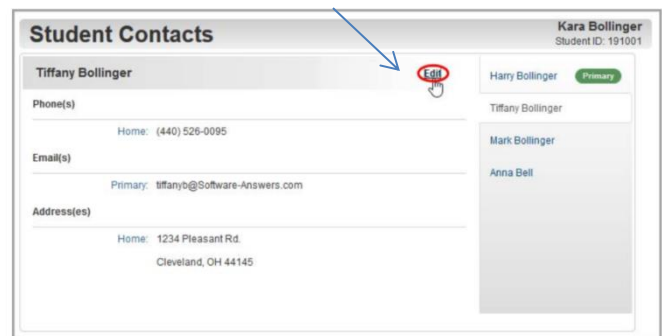 Student Contacts
Kara Bollinger
Student ID: 191001
Tiffany Bollinger
Edit
Phone(s)
Home: (440) 526-0095
Email(s)
Primary: tiffanyb@Software-Answers.com
Address(es)
Home: 1234 Pleasant Rd.
Cleveland, OH 44145
Harry Bollinger Primary
Tiffany Bollinger
Mark Bollinger
Anna Bell